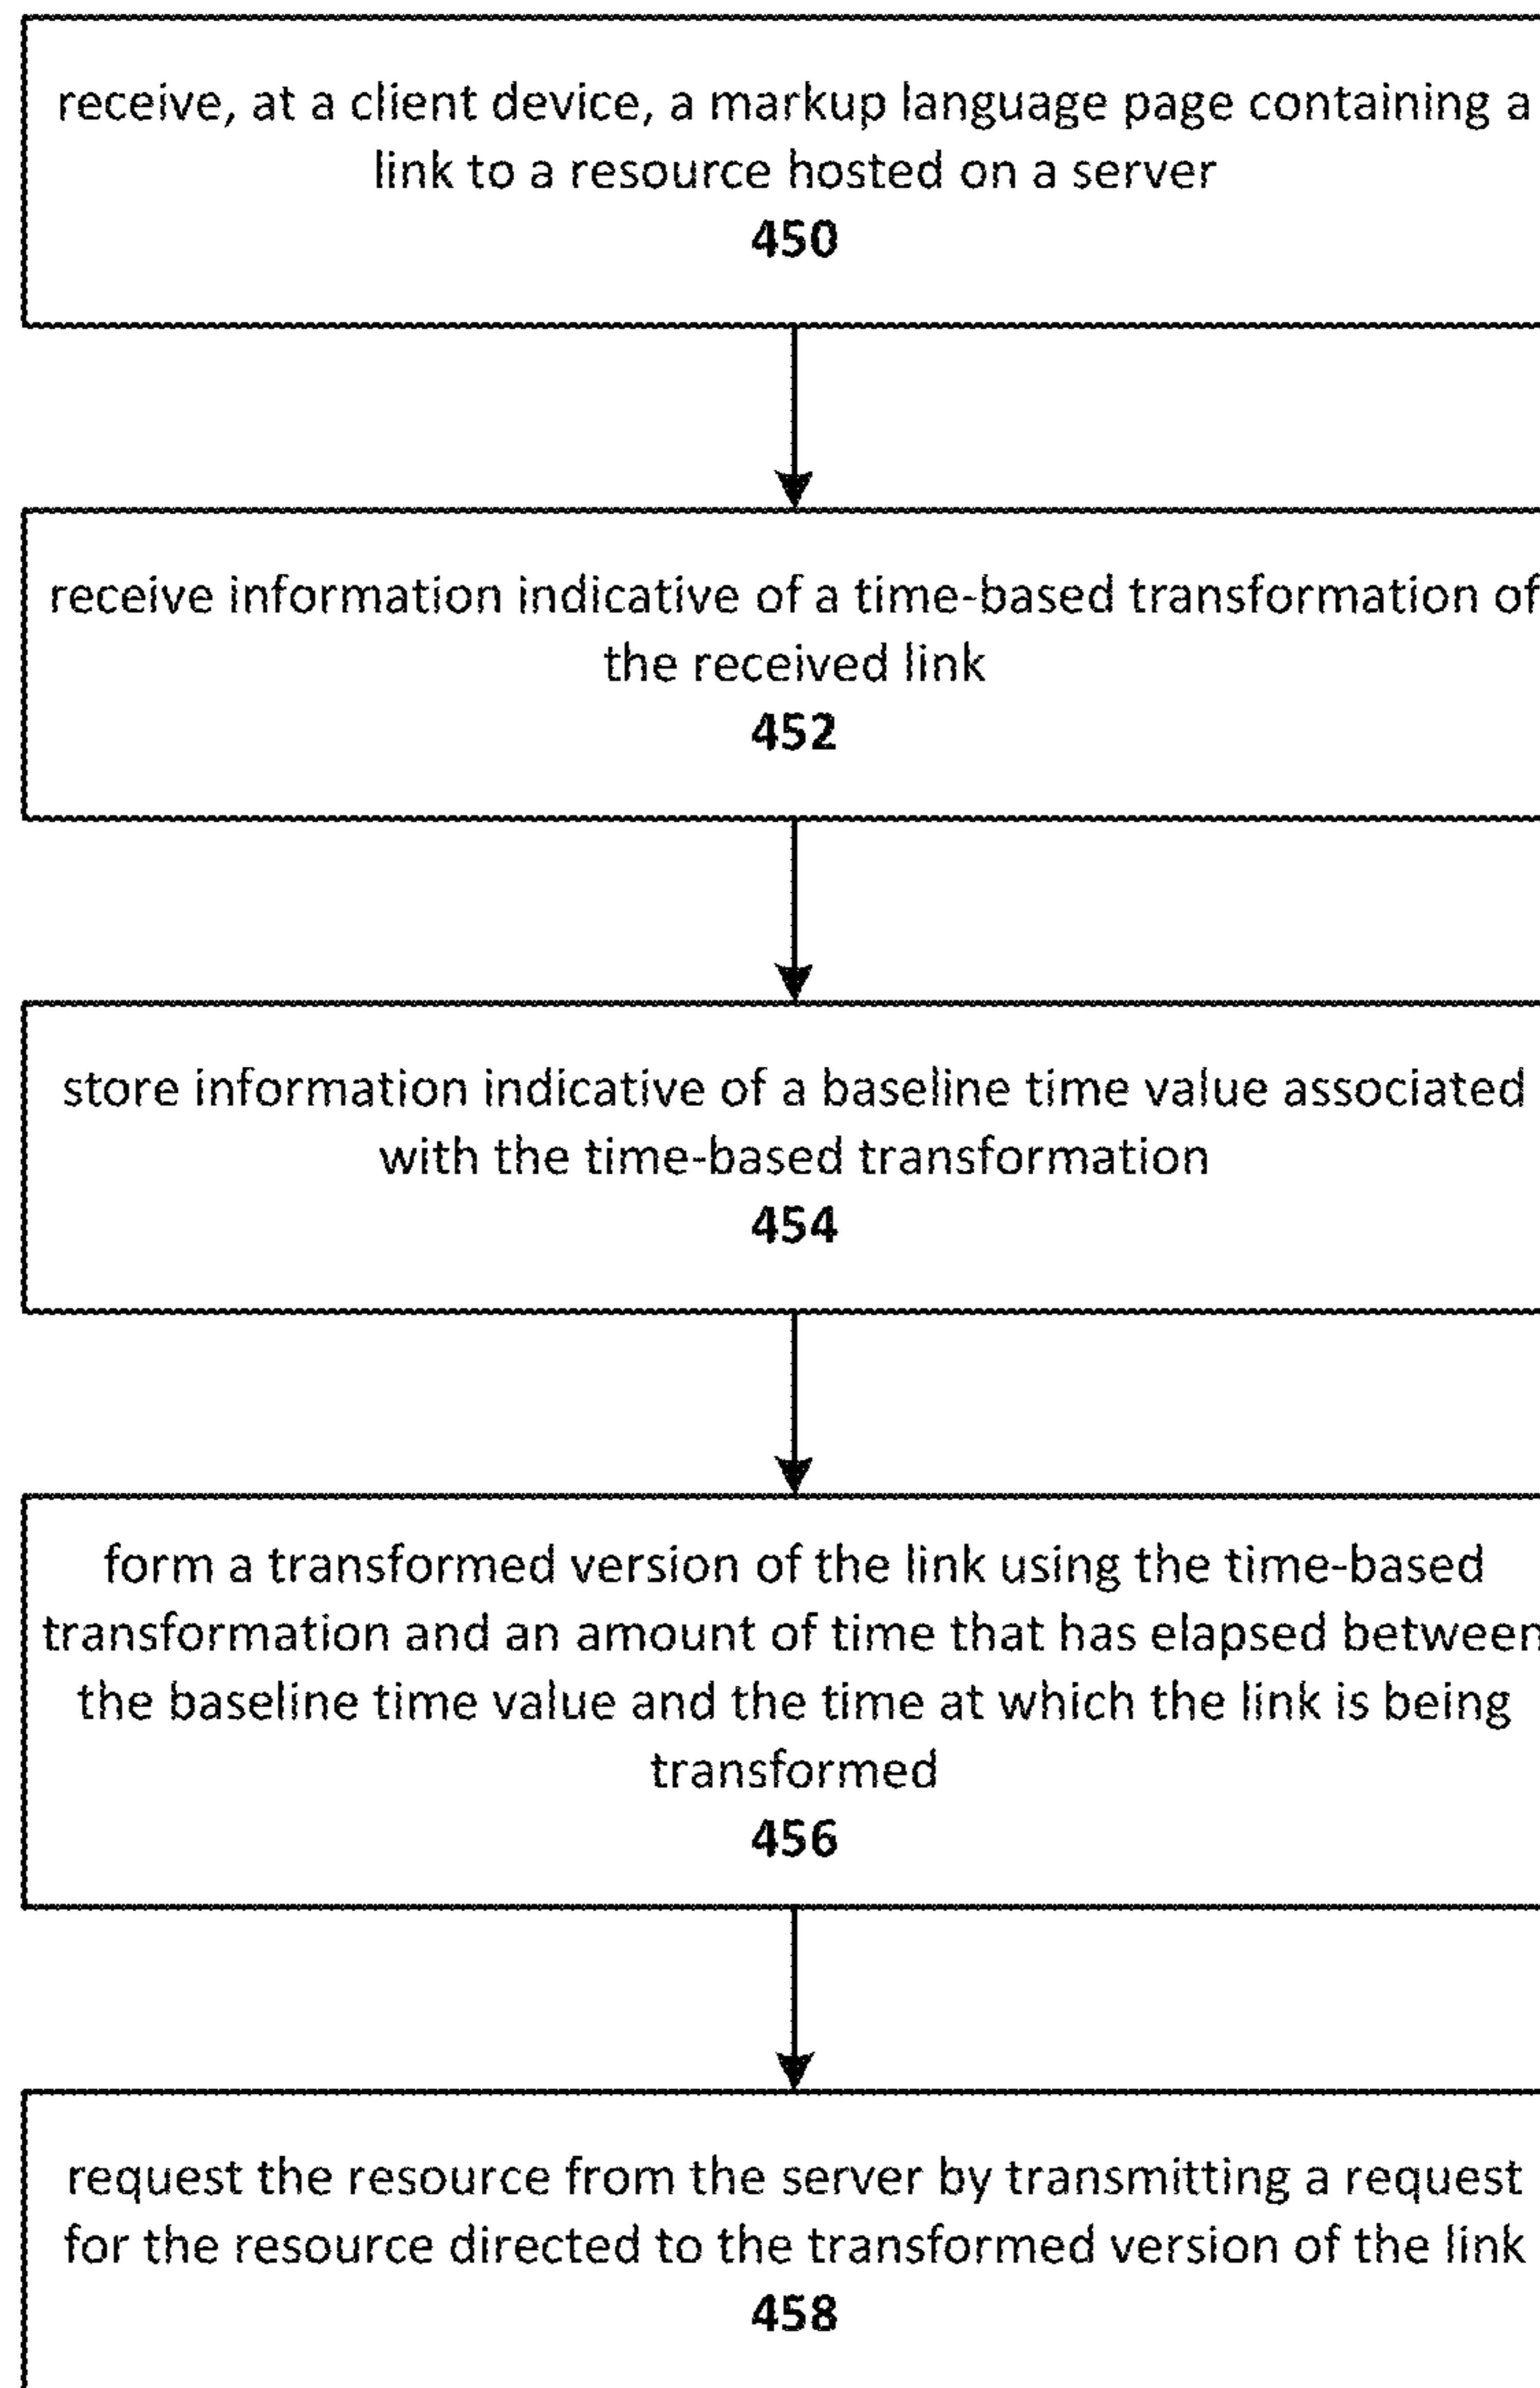 receive, at a client device, a markup language page containing a
link to a resource hosted on a server
450
receive information indicative of a time-based transformation of
the received link
452
store information indicative of a baseline time value associated
with the time-based transformation
454
form a transformed version of the link using the time-based
transformation and an amount of time that has elapsed between
the baseline time value and the time at which the link is being
transformed
456
request the resource from the server by transmitting a request
for the resource directed to the transformed version of the link
458